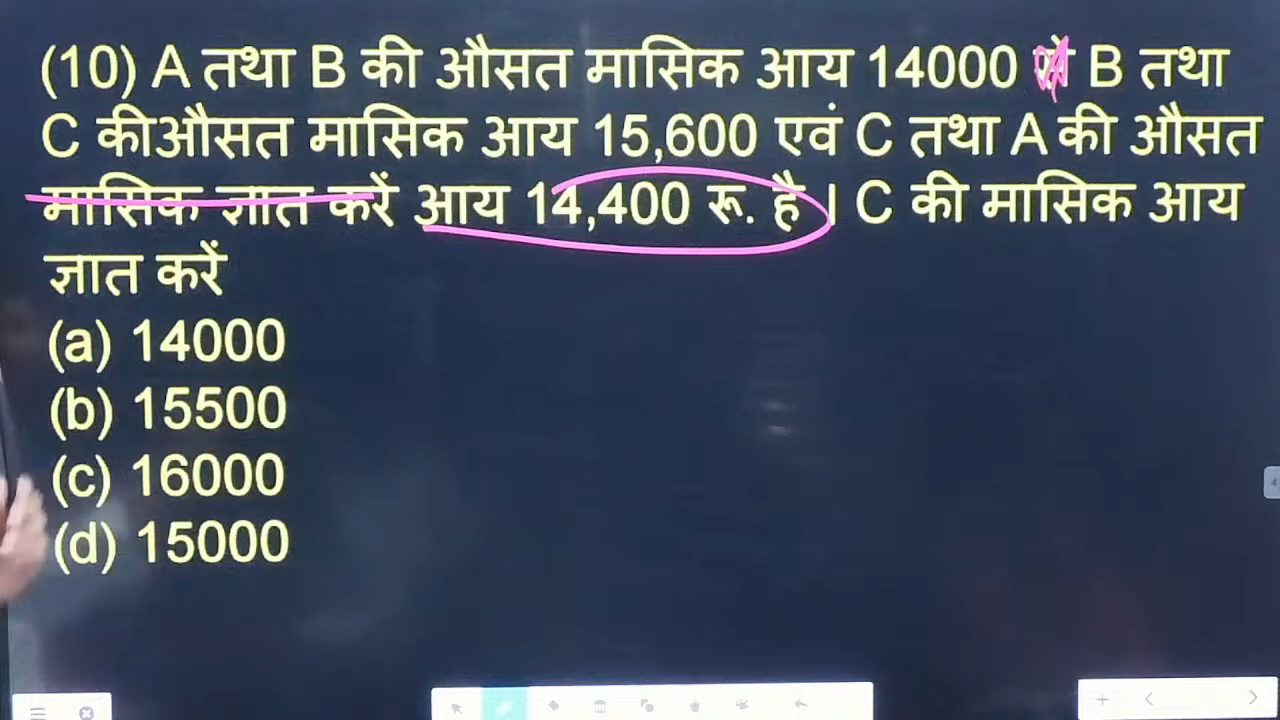 (10) A तथा B की औसत मासिक आय 14000 B तथा
C कीऔसत मासिक आय 15,600 एवं C तथा A की औसत
मासिक ज्ञात करें आय 14,400 रू. है । C की मासिक आय
ज्ञात करें
(a) 14000
(b) 15500
(c) 16000
(d) 15000